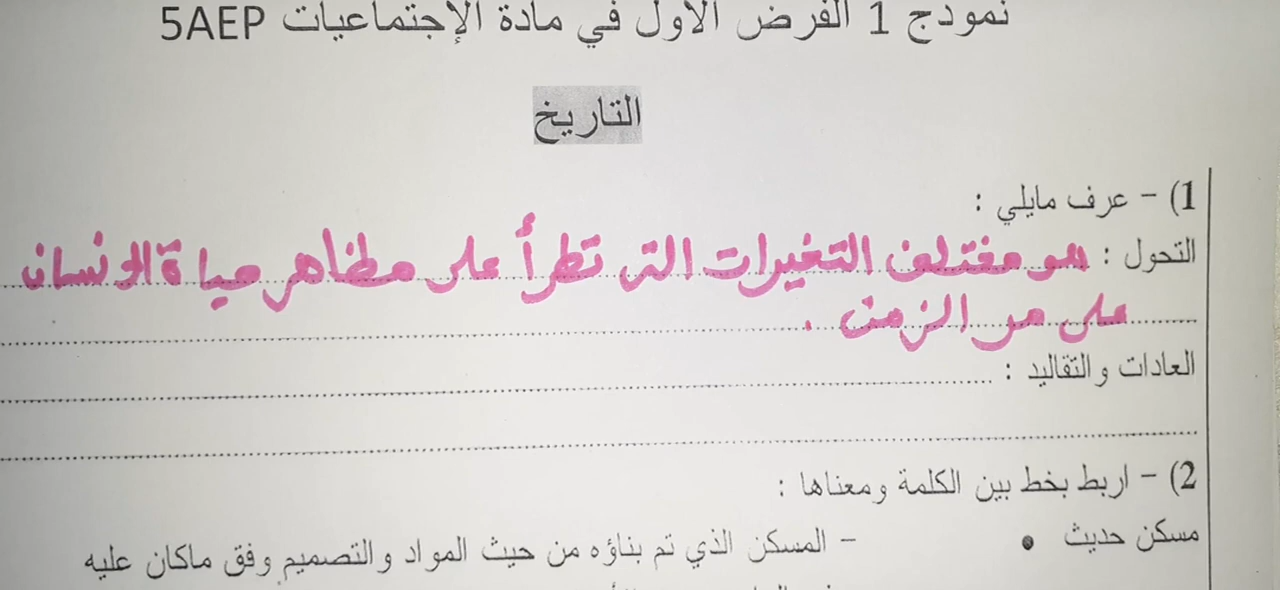 نموذج 1 الفرض الأول في مادة الإجتماعيات 5AEP
التاريخ
1) – عرف مايلي :
التحول : هو مختلف التغيرات التي تطرأ على مظاهر حياة الإنسان
على مر الزمن .
العادات والتقاليد :
2) – اربط بخط بين الكلمة ومعناها :
مسكن حديث • – المسكن الذي تم بناؤه من حيث المواد والتصميم وفق ماكان عليه